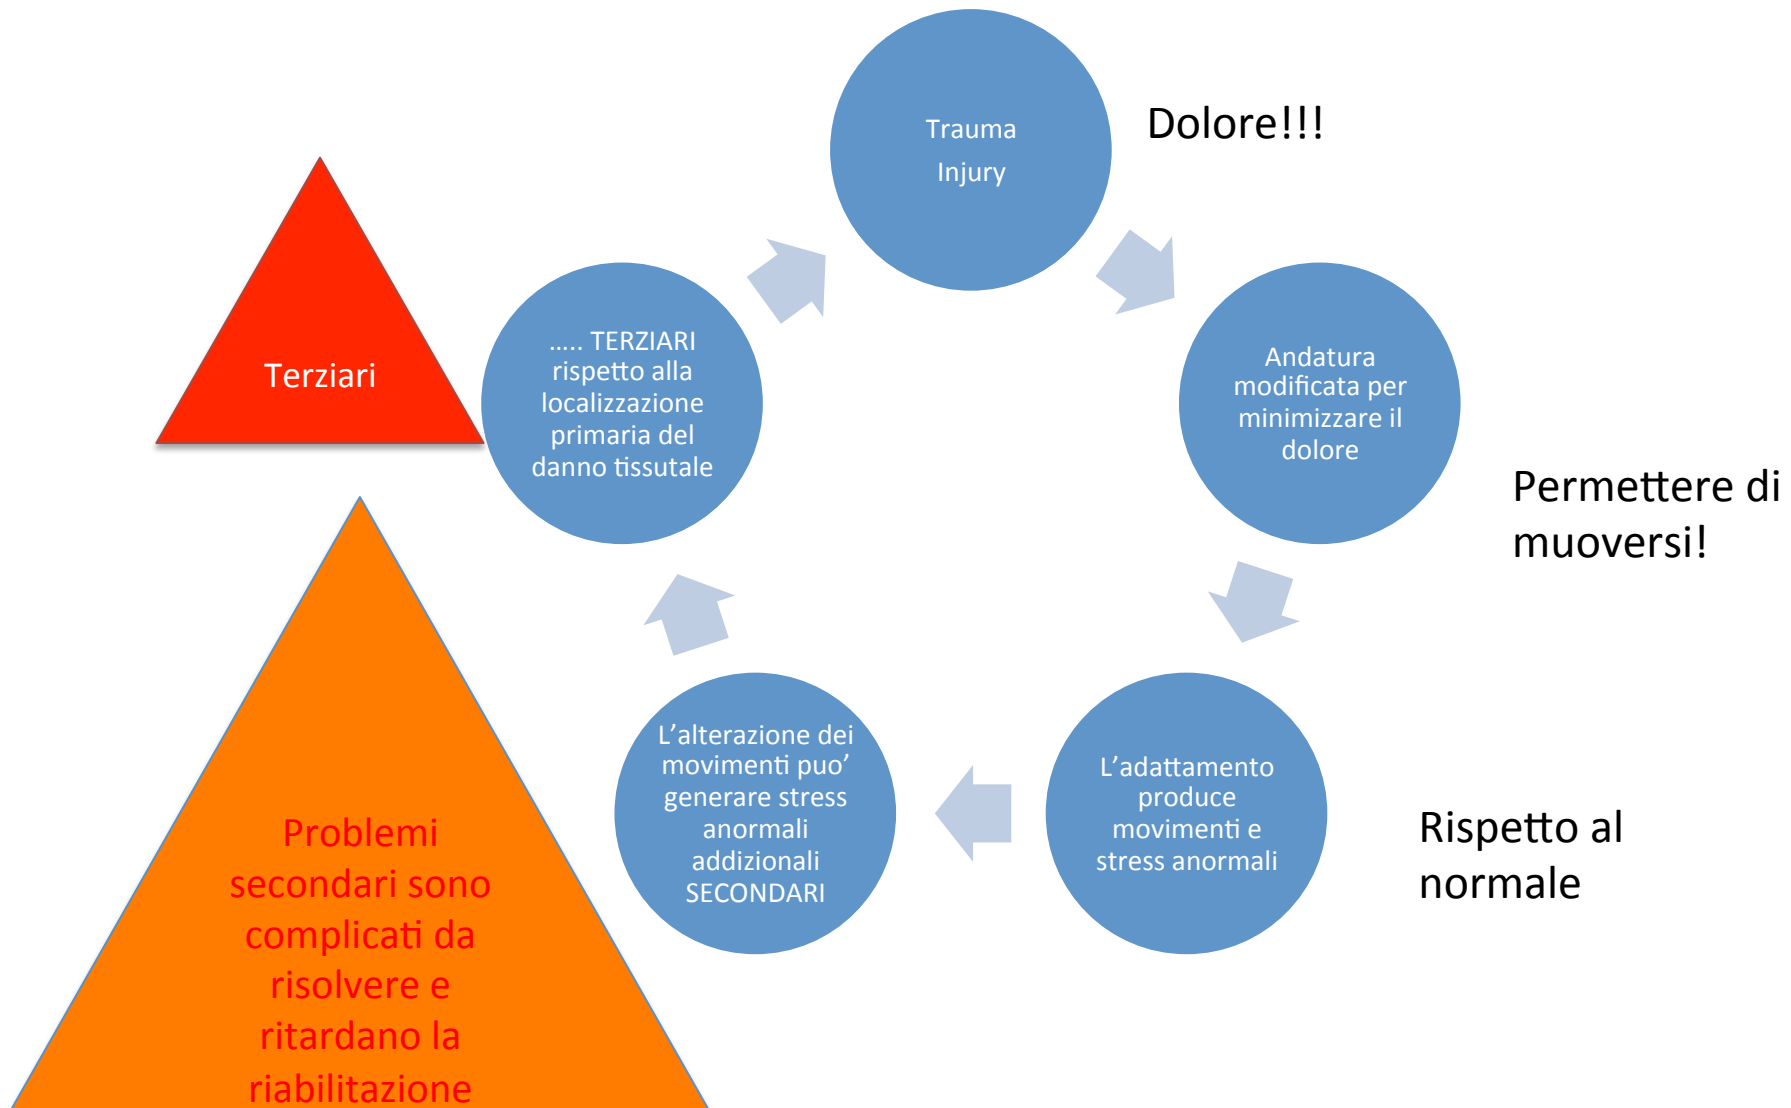 Trauma
Injury
Dolore!!!
Andatura
modificata per
minimizzare il
dolore
Permettere di
muoversi!
L’adattamento
produce
movimenti e
stress anormali
Rispetto al
normale
L’alterazione dei
movimenti puo’
generare stress
anormali
addizionali
SECONDARI
….. TERZIARI
rispetto alla
localizzazione
primaria del
danno tissutale
Terziari
Problemi
secondari sono
complicati da
risolvere e
ritardano la
riabilitazione